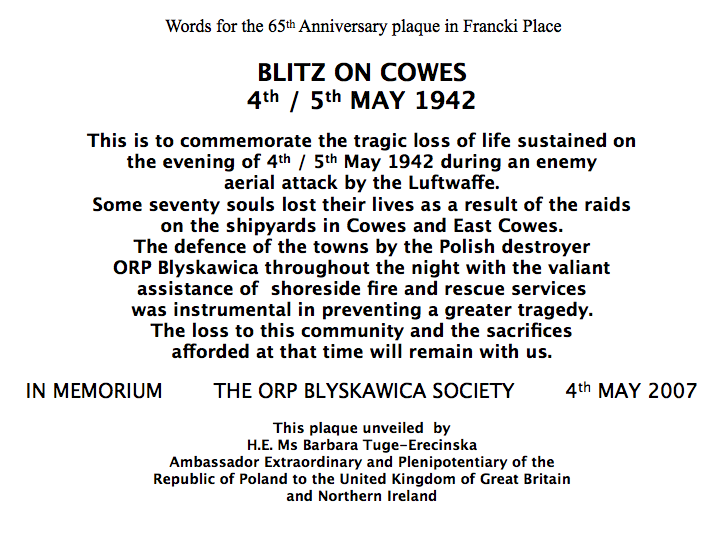 Words for the 65th Anniversary plaque in Francki Place
BLITZ ON COWES
4th / 5th MAY 1942
This is to commemorate the tragic loss of life sustained on
the evening of 4th / 5th May 1942 during an enemy
aerial attack by the Luftwaffe.
Some seventy souls lost their lives as a result of the raids
on the shipyards in Cowes and East Cowes.
The defence of the towns by the Polish destroyer
ORP Blyskawica throughout the night with the valiant
assistance of  shoreside fire and rescue services
was instrumental in preventing a greater tragedy.
The loss to this community and the sacrifices
afforded at that time will remain with us.
IN MEMORIUM THE ORP BLYSKAWICA SOCIETY 4th MAY 2007
This plaque unveiled  by
H.E. Ms Barbara Tuge-Erecinska
Ambassador Extraordinary and Plenipotentiary of the
Republic of Poland to the United Kingdom of Great Britain
and Northern Ireland